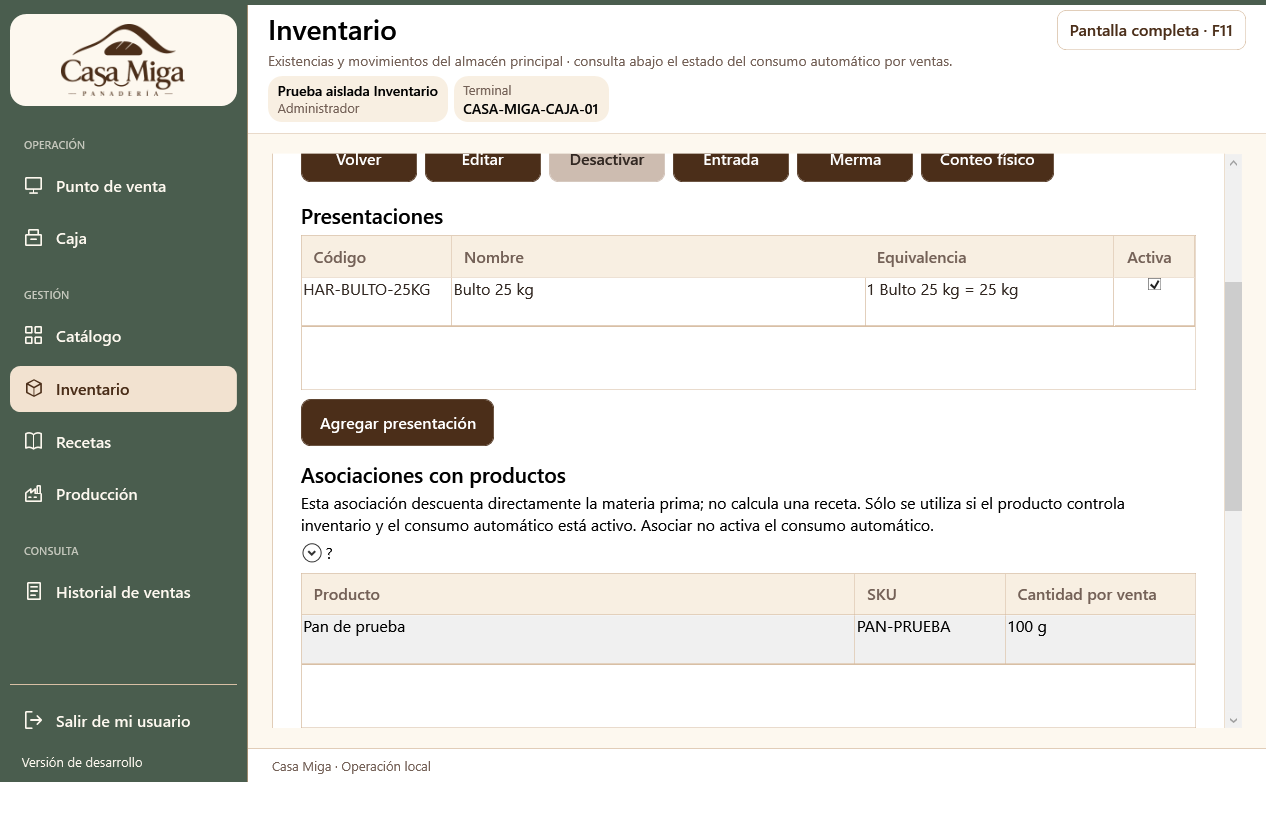 Casa Miga
PANADERÍA
OPERACIÓN
Punto de venta
Caja
GESTIÓN
Catálogo
Inventario
Recetas
Producción
CONSULTA
Historial de ventas
Salir de mi usuario
Versión de desarrollo
Inventario
Existencias y movimientos del almacén principal · consulta abajo el estado del consumo automático por ventas.
Pantalla completa · F11
Prueba aislada Inventario
Administrador
Terminal
CASA-MIGA-CAJA-01
Volver Editar Desactivar Entrada Merma Conteo físico
Presentaciones
Código Nombre Equivalencia Activa
HAR-BULTO-25KG Bulto 25 kg 1 Bulto 25 kg = 25 kg
Agregar presentación
Asociaciones con productos
Esta asociación descuenta directamente la materia prima; no calcula una receta. Sólo se utiliza si el producto controla
inventario y el consumo automático está activo. Asociar no activa el consumo automático.
?
Producto SKU Cantidad por venta
Pan de prueba PAN-PRUEBA 100 g
Casa Miga · Operación local